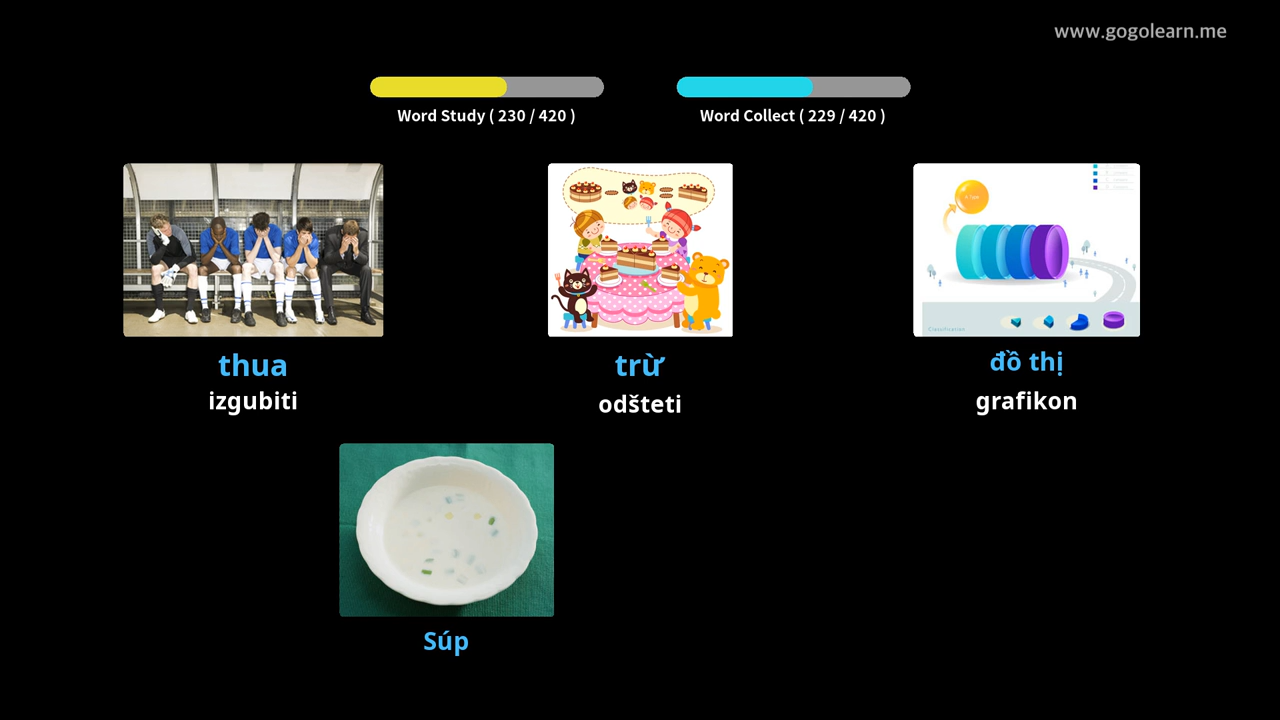 www.gogolearn.me
Word Study ( 230 / 420 )
Word Collect ( 229 / 420 )
thua
izgubiti
trừ
odšteti
đồ thị
grafikon
Classification
Súp